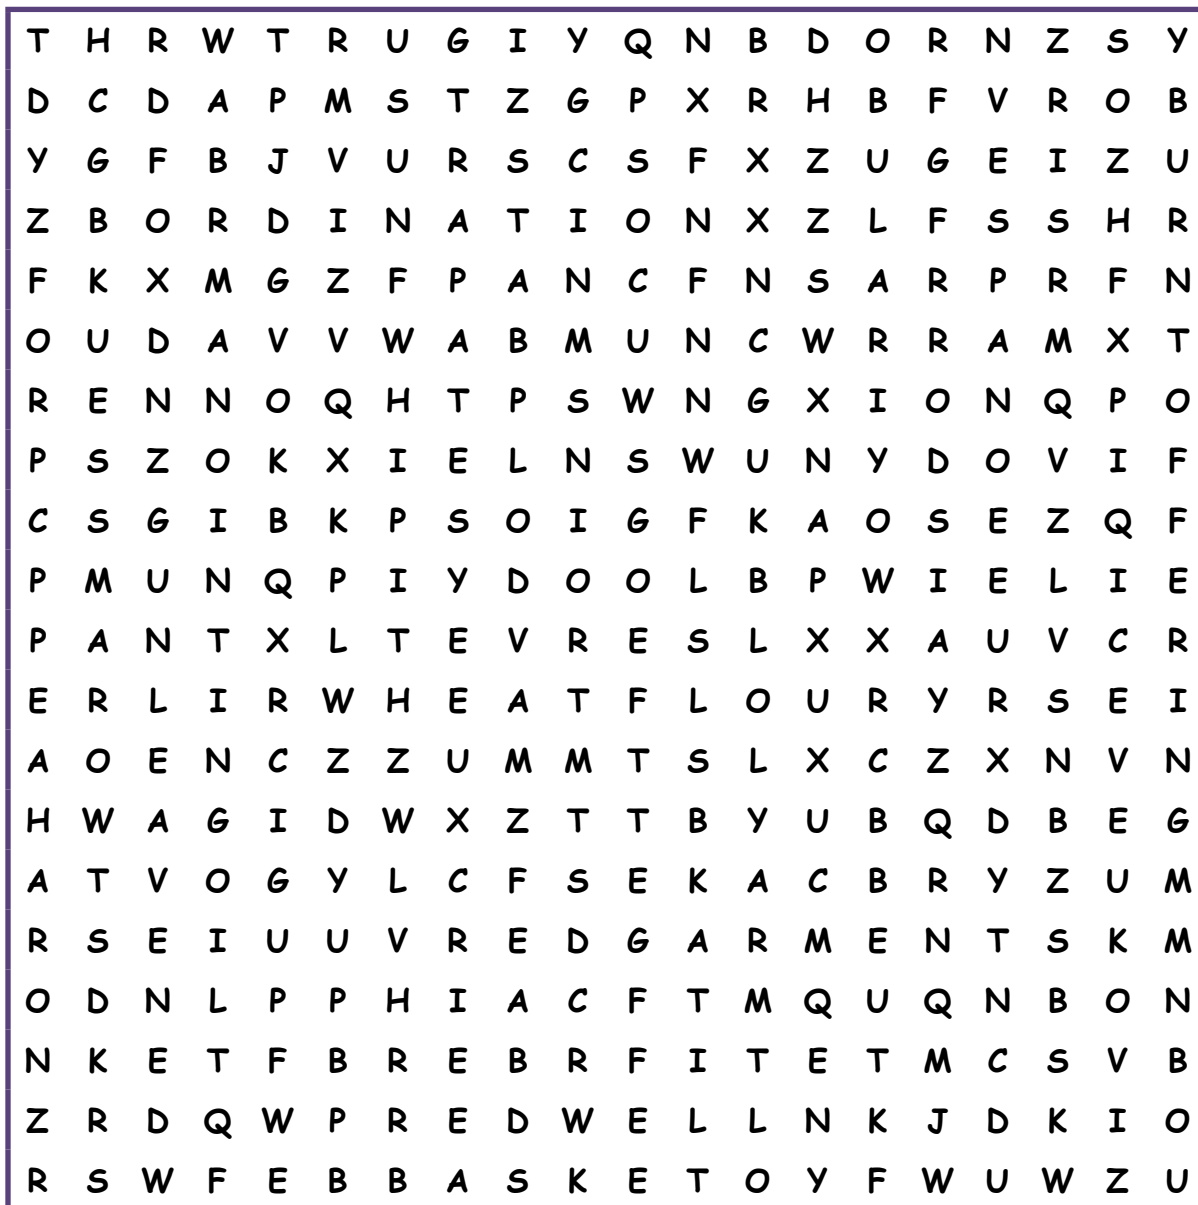 T H R W T R U G I Y Q N B D O R N Z S Y
D C D A P M S T Z G P X R H B F V R O B
Y G F B J V U R S C S F X Z U G E I Z U
Z B O R D I N A T I O N X Z L F S S H R
F K X M G Z F P A N C F N S A R P R F N
O U D A V V W A B M U N C W R R A M X T
R E N N O Q H T P S W N G X I O N Q P O
P S Z O K X I E L N S W U N Y D O V I F
C S G I B K P S O I G F K A O S E Z Q F
P M U N Q P I Y D O O L B P W I E L I E
P A N T X L T E V R E S L X X A U V C R
E R L I R W H E A T F L O U R Y R S E I
A O E N C Z Z U M M T S L X C Z X N V N
H W A G I D W X Z T T B Y U B Q D B E G
A T V O G Y L C F S E K A C B R Y Z U M
R S E I U U V R E D G A R M E N T S K M
O D N L P P H I A C F T M Q U Q N B O N
N K E T F B R E B R F I T E T M C S V B
Z R D Q W P R E D W E L L N K J D K I O
R S W F E B B A S K E T O Y F W U W Z U